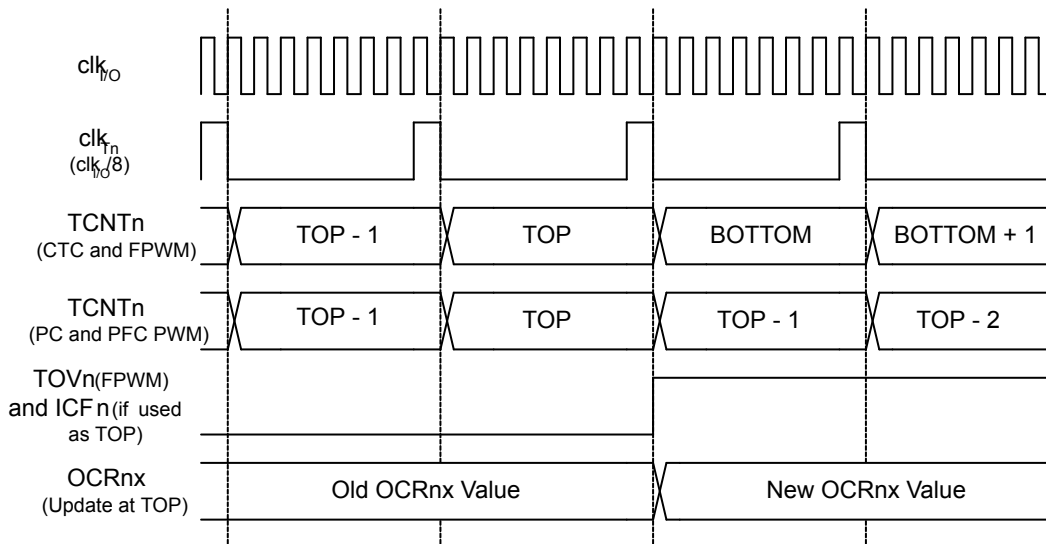 clkI/O
clkTn
(clkI/O/8)
TCNTn
(CTC and FPWM)
TOP - 1
TOP
BOTTOM
BOTTOM + 1
TCNTn
(PC and PFC PWM)
TOP - 1
TOP
TOP - 1
TOP - 2
TOVn(FPWM)
and ICFn(if used
as TOP)
OCRnx
(Update at TOP)
Old OCRnx Value
New OCRnx Value